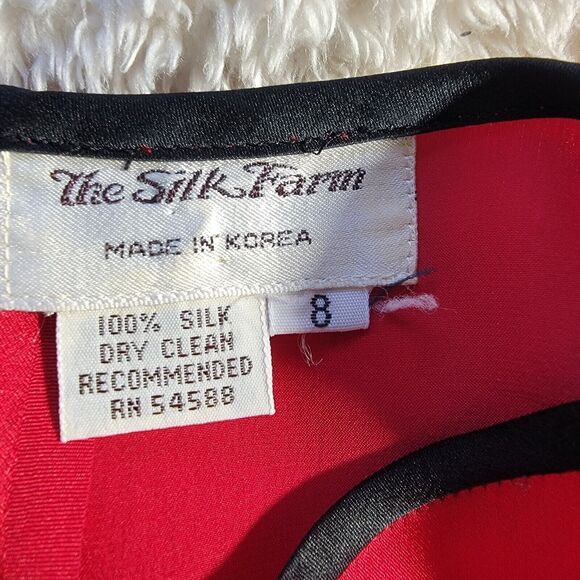 The Silk Farm
MADE IN KOREA
8
100% SILK
DRY CLEAN
RECOMMENDED
RN 54588